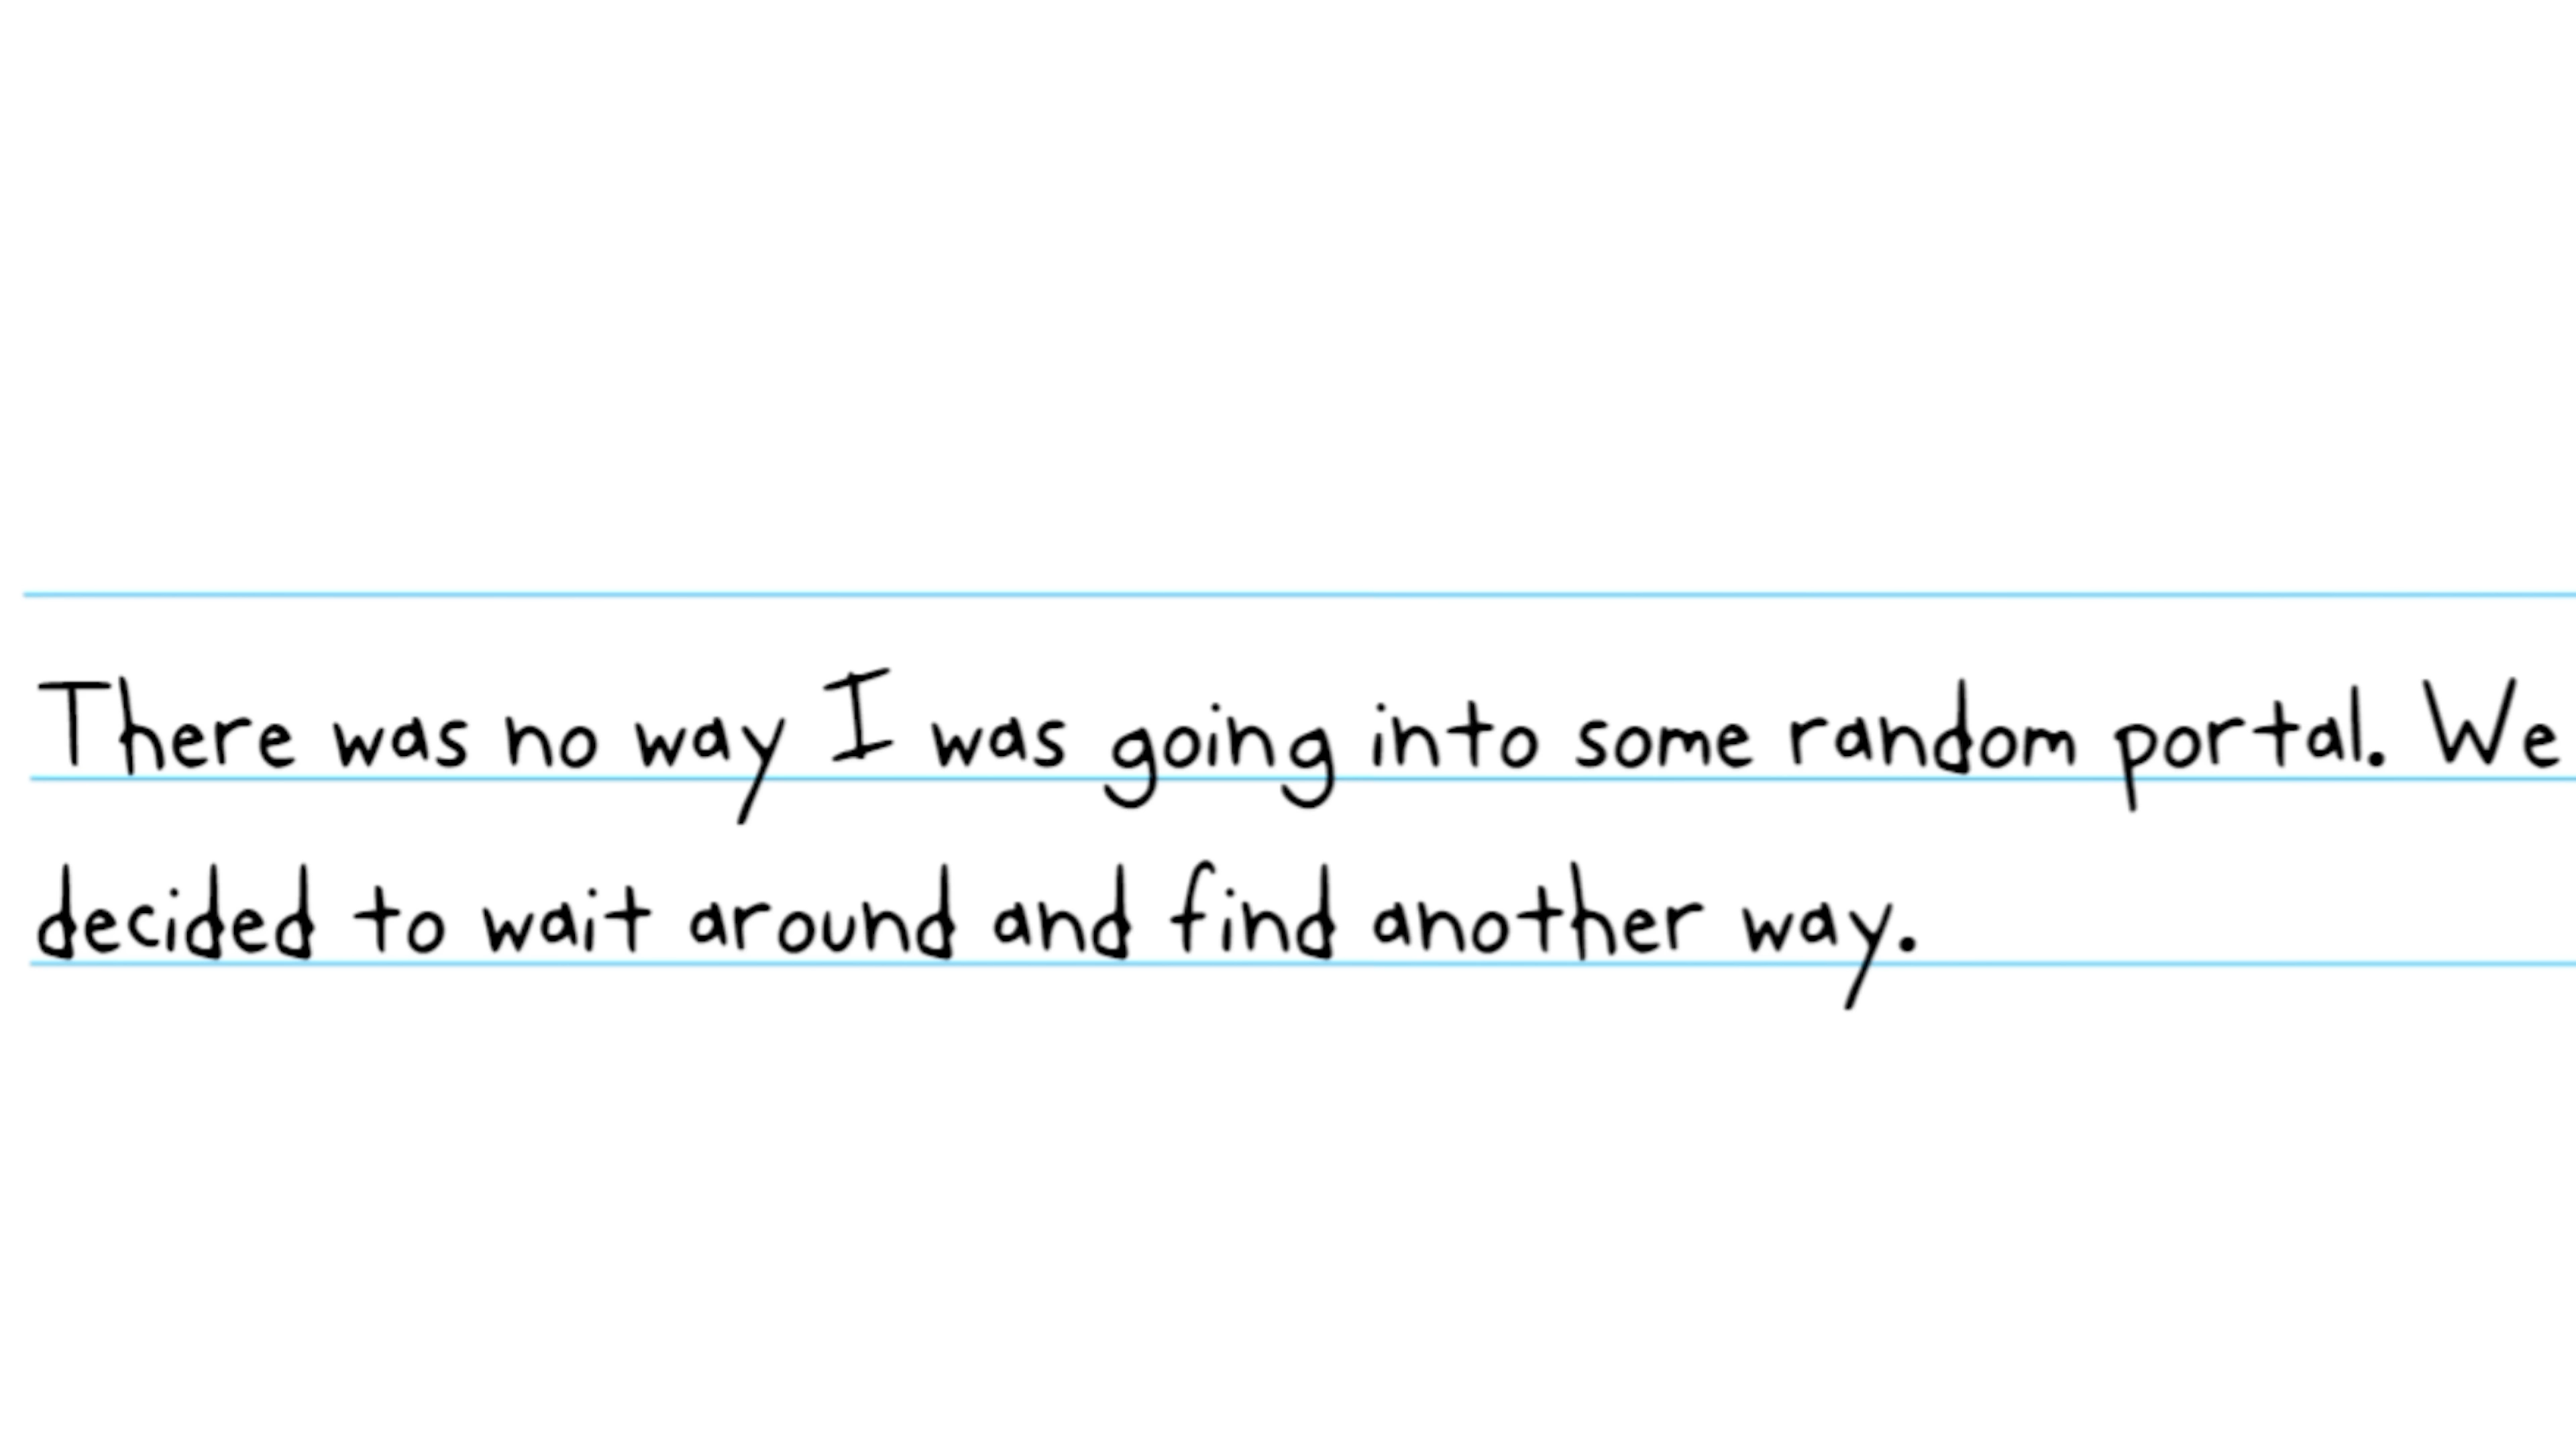 There was no way I was going into some random portal. We
decided to wait around and find another way.